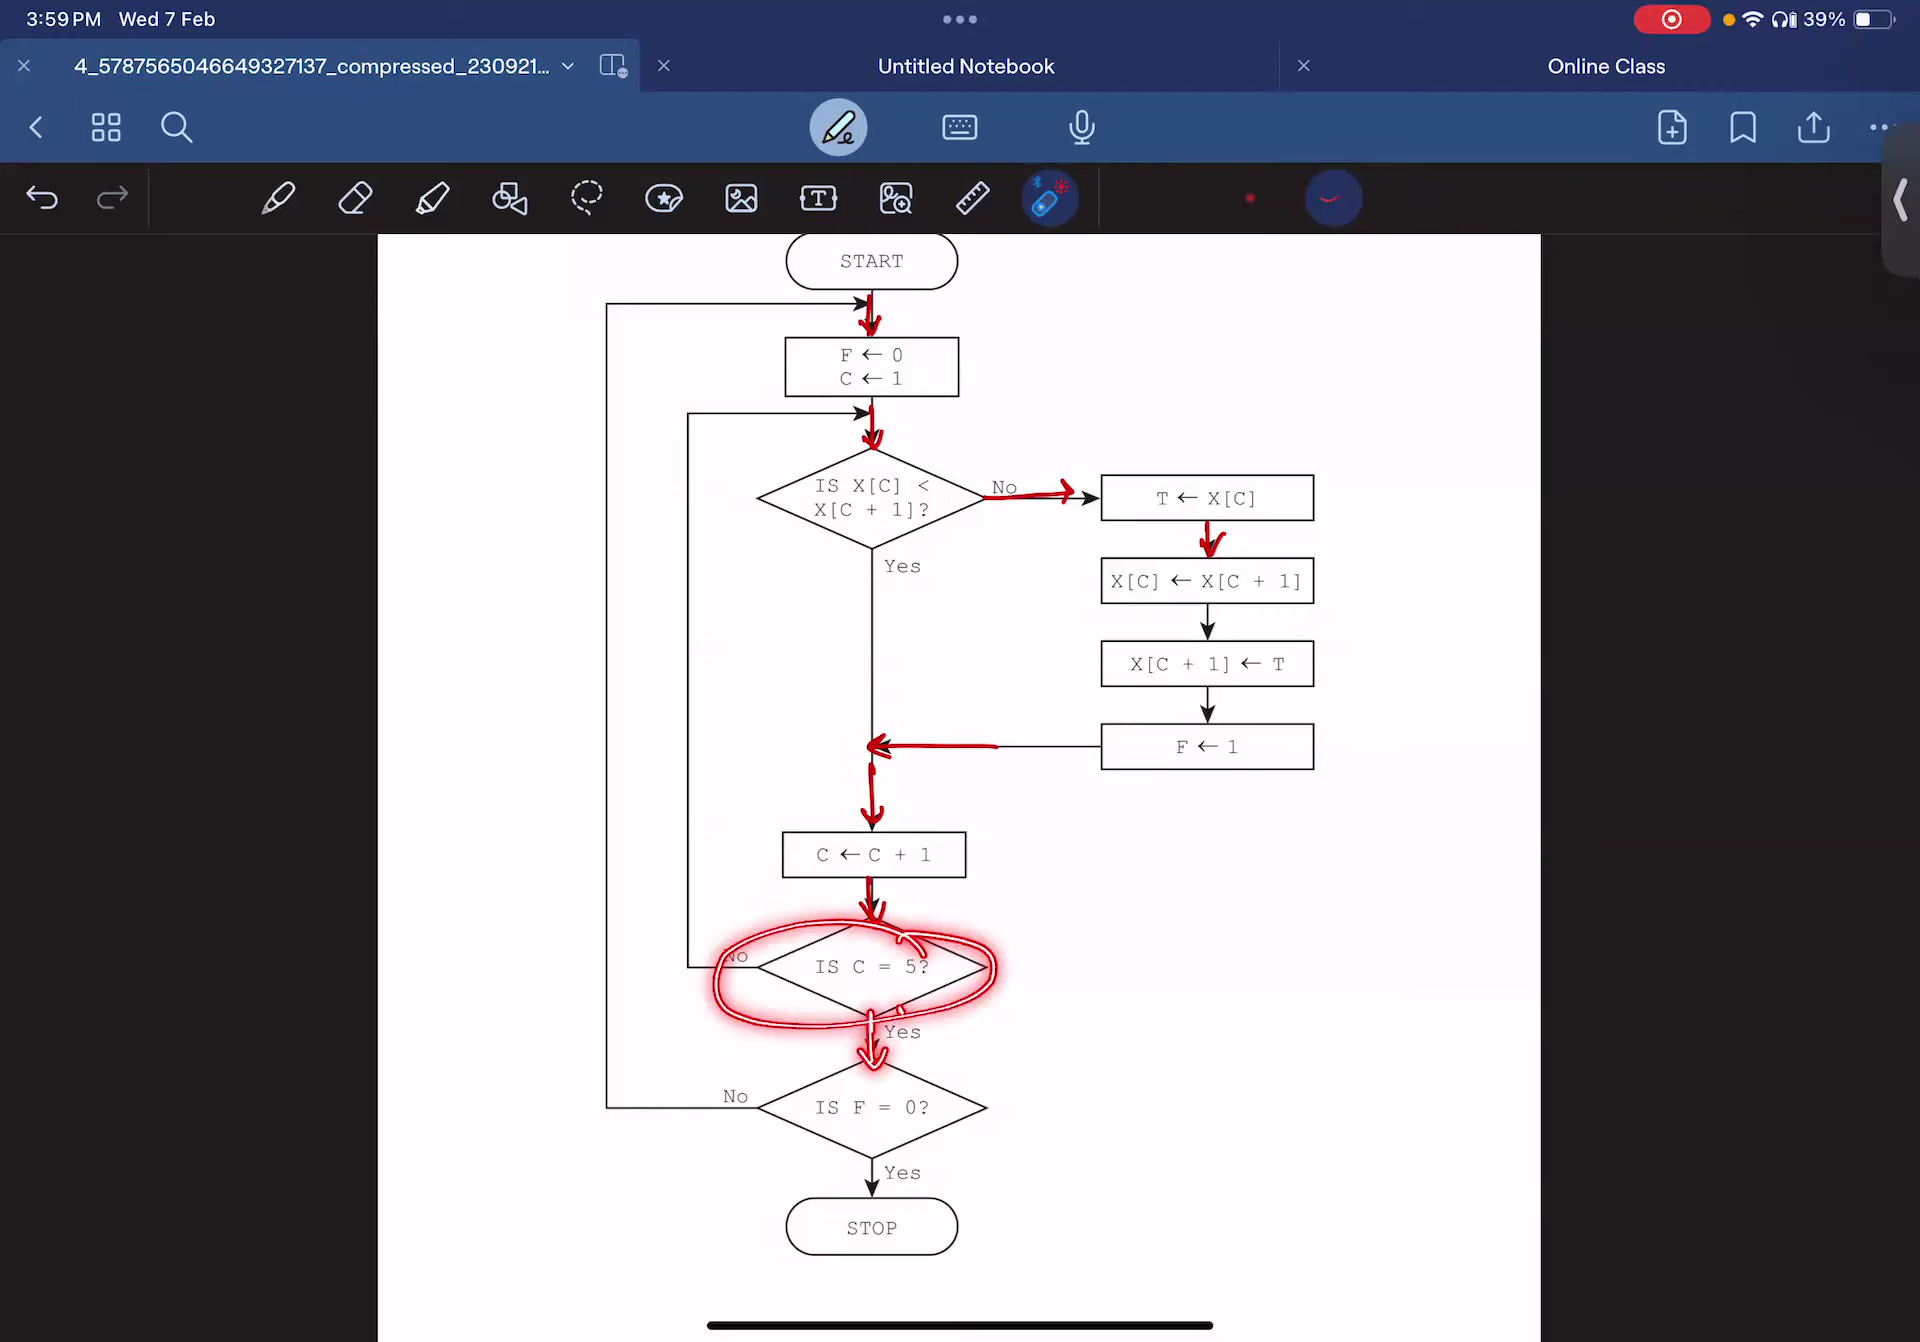 3:59 PM Wed 7 Feb
39%
4_5787565046649327137_compressed_230921...
Untitled Notebook
Online Class
START
F ← 0
C ← 1
IS X[C] <
X[C + 1]?
No
T ← X[C]
X[C] ← X[C + 1]
Yes
X[C + 1] ← T
F ← 1
C ← C + 1
No
IS C = 5?
Yes
No
IS F = 0?
Yes
STOP